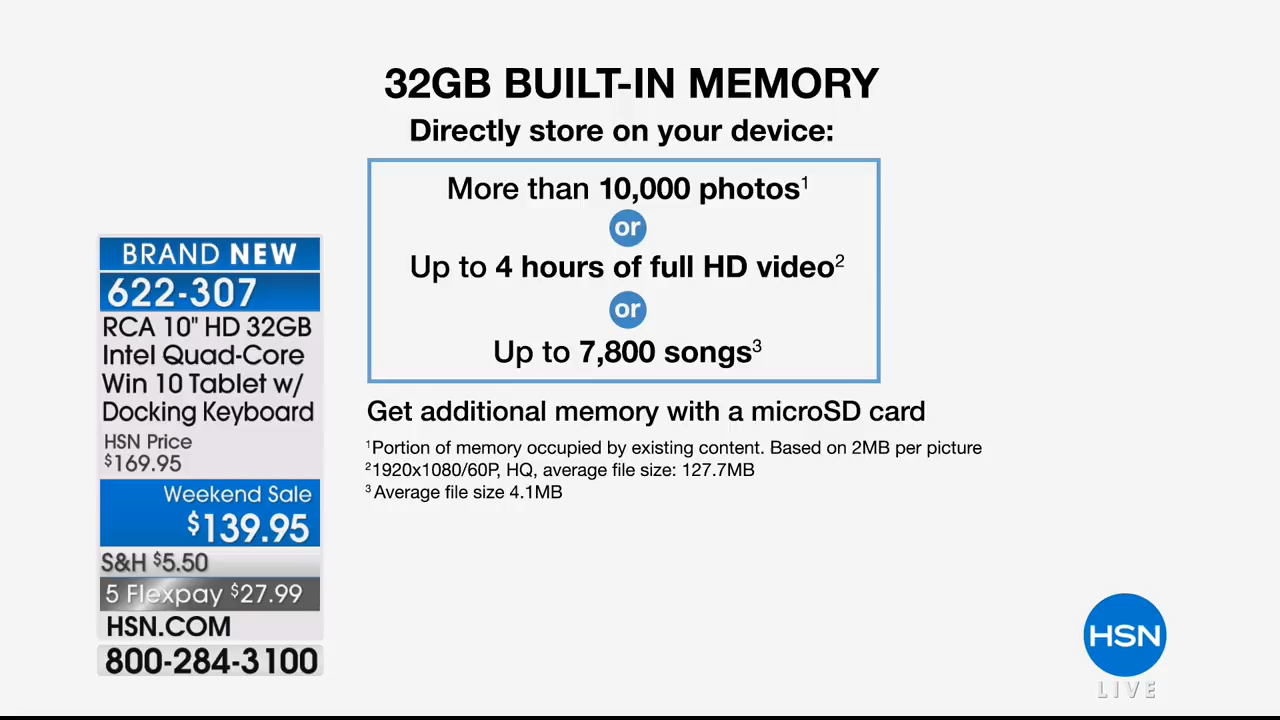 32GB BUILT-IN MEMORY
Directly store on your device:
More than 10,000 photos¹
or
Up to 4 hours of full HD video²
or
Up to 7,800 songs³
Get additional memory with a microSD card
¹Portion of memory occupied by existing content. Based on 2MB per picture
²1920x1080/60P, HQ, average file size: 127.7MB
³Average file size 4.1MB
BRAND NEW
622-307
RCA 10" HD 32GB
Intel Quad-Core
Win 10 Tablet w/
Docking Keyboard
HSN Price
$169.95
Weekend Sale
$139.95
S&H $5.50
5 Flexpay $27.99
HSN.COM
800-284-3100
HSN
LIVE